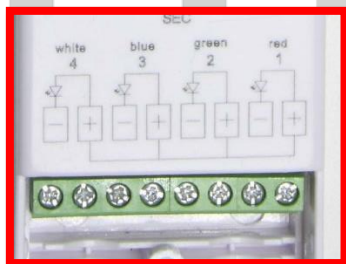 SEC
white blue green red
4 3 2 1
- + - + - + - +